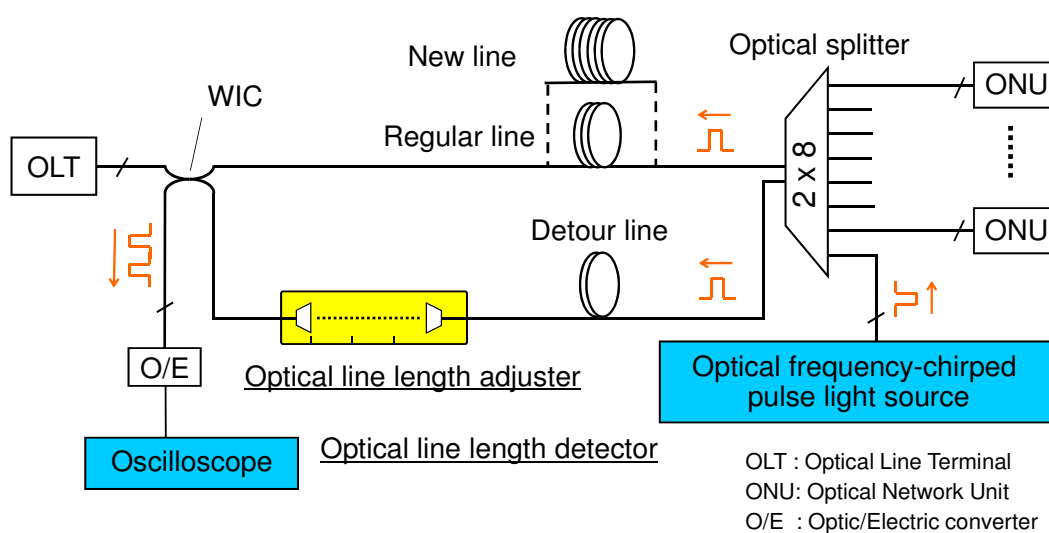 New line
Optical splitter
WIC
ONU
Regular line
OLT
2 x 8
Detour line
ONU
O/E
Optical line length adjuster
Optical frequency-chirped
pulse light source
Oscilloscope
Optical line length detector
OLT : Optical Line Terminal
ONU: Optical Network Unit
O/E : Optic/Electric converter